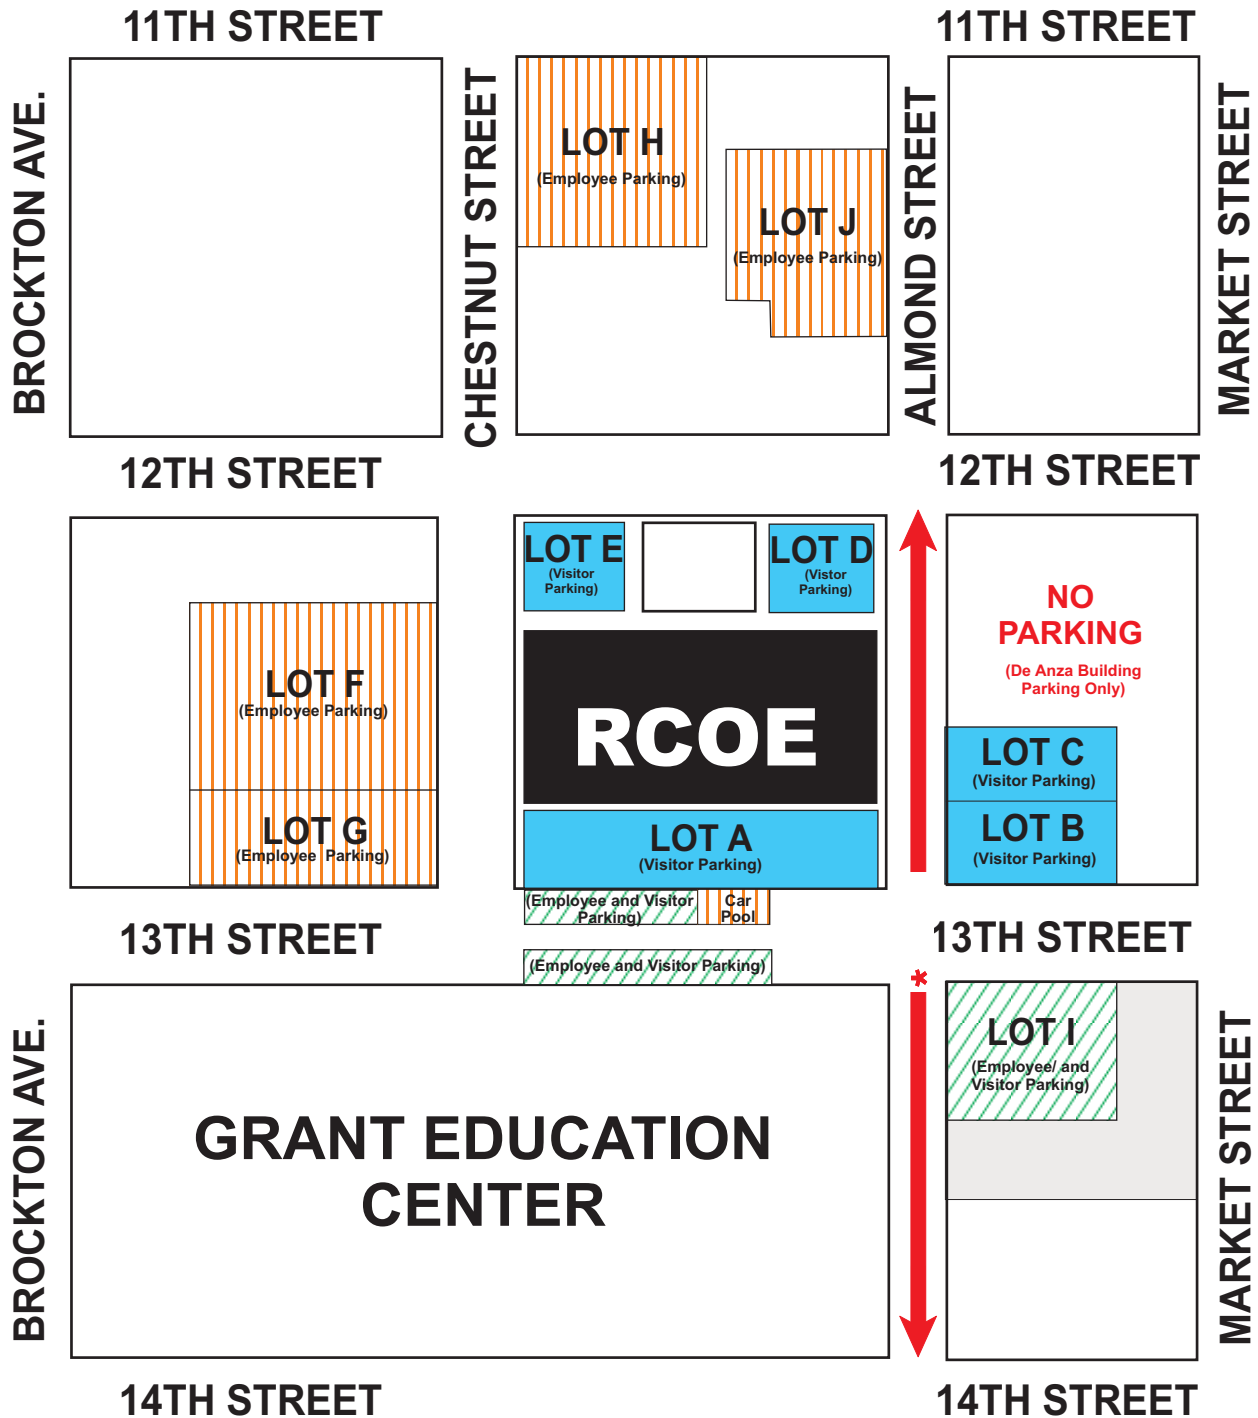 11TH STREET
11TH STREET
BROCKTON AVE.
CHESTNUT STREET
ALMOND STREET
MARKET STREET
LOT H
(Employee Parking)
LOT J
(Employee Parking)
12TH STREET
12TH STREET
LOT E
(Visitor
Parking)
LOT D
(Vistor
Parking)
NO
PARKING
(De Anza Building
Parking Only)
LOT F
(Employee Parking)
RCOE
LOT C
(Visitor Parking)
LOT G
(Employee Parking)
LOT A
(Visitor Parking)
LOT B
(Visitor Parking)
(Employee and Visitor
Parking)
Car
Pool
13TH STREET
13TH STREET
(Employee and Visitor Parking)
*
BROCKTON AVE.
LOT I
(Employee/ and
Visitor Parking)
MARKET STREET
GRANT EDUCATION
CENTER
14TH STREET
14TH STREET